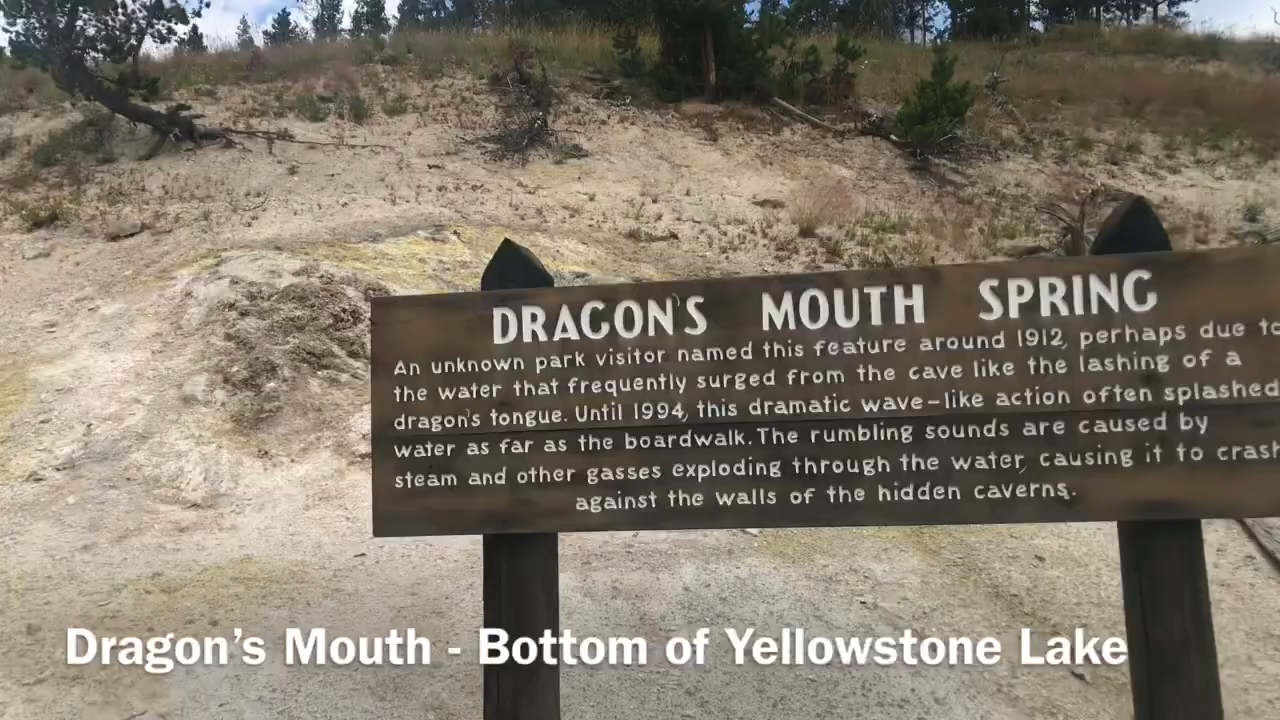 DRAGON'S MOUTH SPRING
An unknown park visitor named this feature around 1912, perhaps due to
the water that frequently surged from the cave like the lashing of a
dragon's tongue. Until 1994, this dramatic wave-like action often splashed
water as far as the boardwalk. The rumbling sounds are caused by
steam and other gasses exploding through the water, causing it to crash
against the walls of the hidden caverns.
Dragon's Mouth - Bottom of Yellowstone Lake